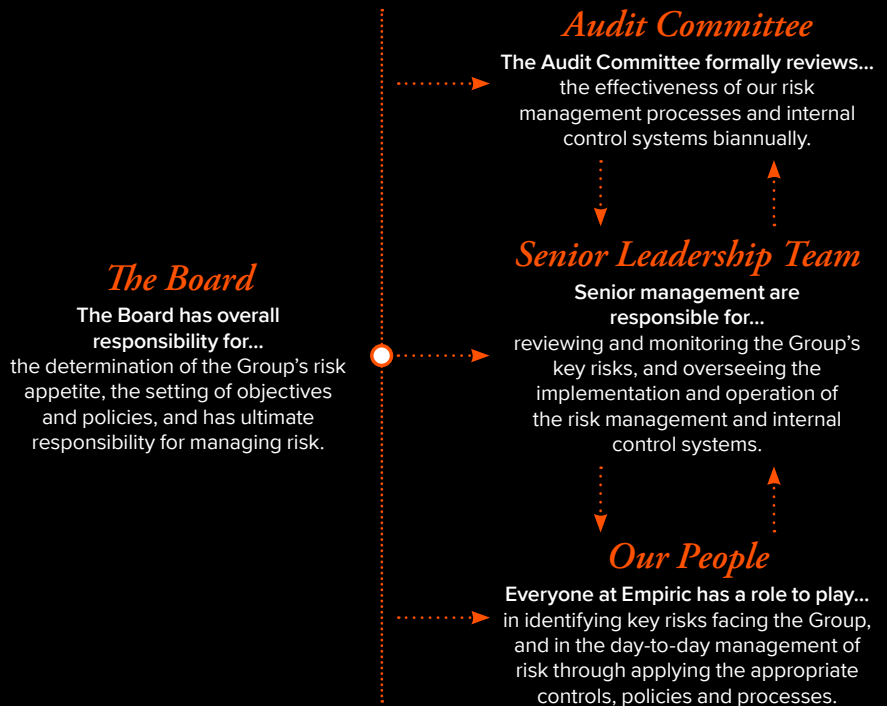 The Board
The Board has overall
responsibility for...
the determination of the Group's risk
appetite, the setting of objectives
and policies, and has ultimate
responsibility for managing risk.
Audit Committee
The Audit Committee formally reviews...
the effectiveness of our risk
management processes and internal
control systems biannually.
Senior Leadership Team
Senior management are
responsible for...
reviewing and monitoring the Group's
key risks, and overseeing the
implementation and operation of
the risk management and internal
control systems.
Our People
Everyone at Empiric has a role to play...
in identifying key risks facing the Group,
and in the day-to-day management of
risk through applying the appropriate
controls, policies and processes.